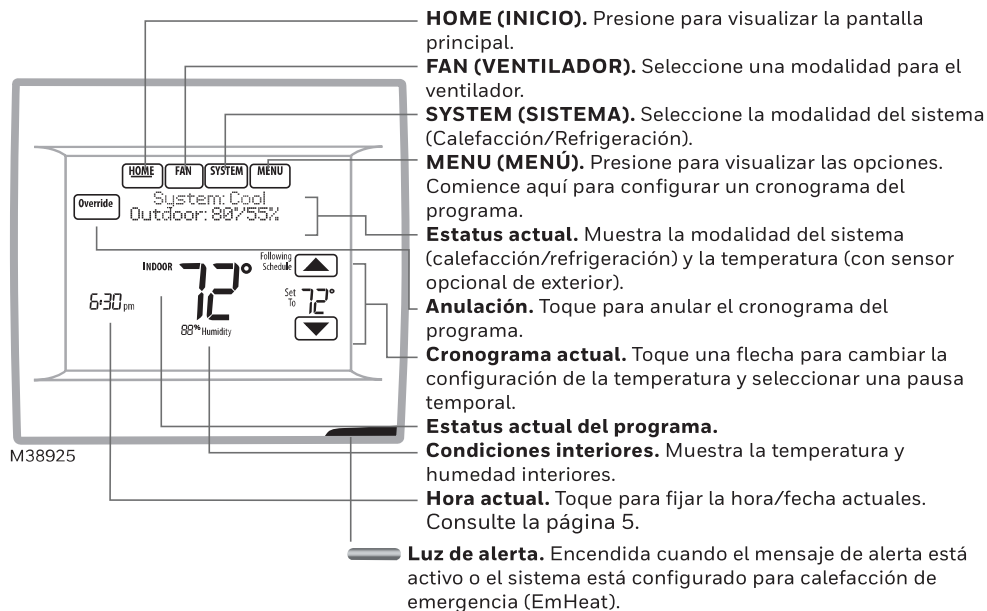 HOME (INICIO). Presione para visualizar la pantalla
principal.
FAN (VENTILADOR). Seleccione una modalidad para el
ventilador.
SYSTEM (SISTEMA). Seleccione la modalidad del sistema
(Calefacción/Refrigeración).
MENU (MENÚ). Presione para visualizar las opciones.
Comience aquí para configurar un cronograma del
programa.
Estatus actual. Muestra la modalidad del sistema
(calefacción/refrigeración) y la temperatura (con sensor
opcional de exterior).
Anulación. Toque para anular el cronograma del
programa.
Cronograma actual. Toque una flecha para cambiar la
configuración de la temperatura y seleccionar una pausa
temporal.
Estatus actual del programa.
Condiciones interiores. Muestra la temperatura y
humedad interiores.
Hora actual. Toque para fijar la hora/fecha actuales.
Consulte la página 5.
Luz de alerta. Encendida cuando el mensaje de alerta está
activo o el sistema está configurado para calefacción de
emergencia (EmHeat).
HOME FAN SYSTEM MENU
Override
System: Cool
Outdoor: 80°/55%
INDOOR 72°
Following
Schedule
Set
To 72°
6:30 pm
88% Humidity
M38925